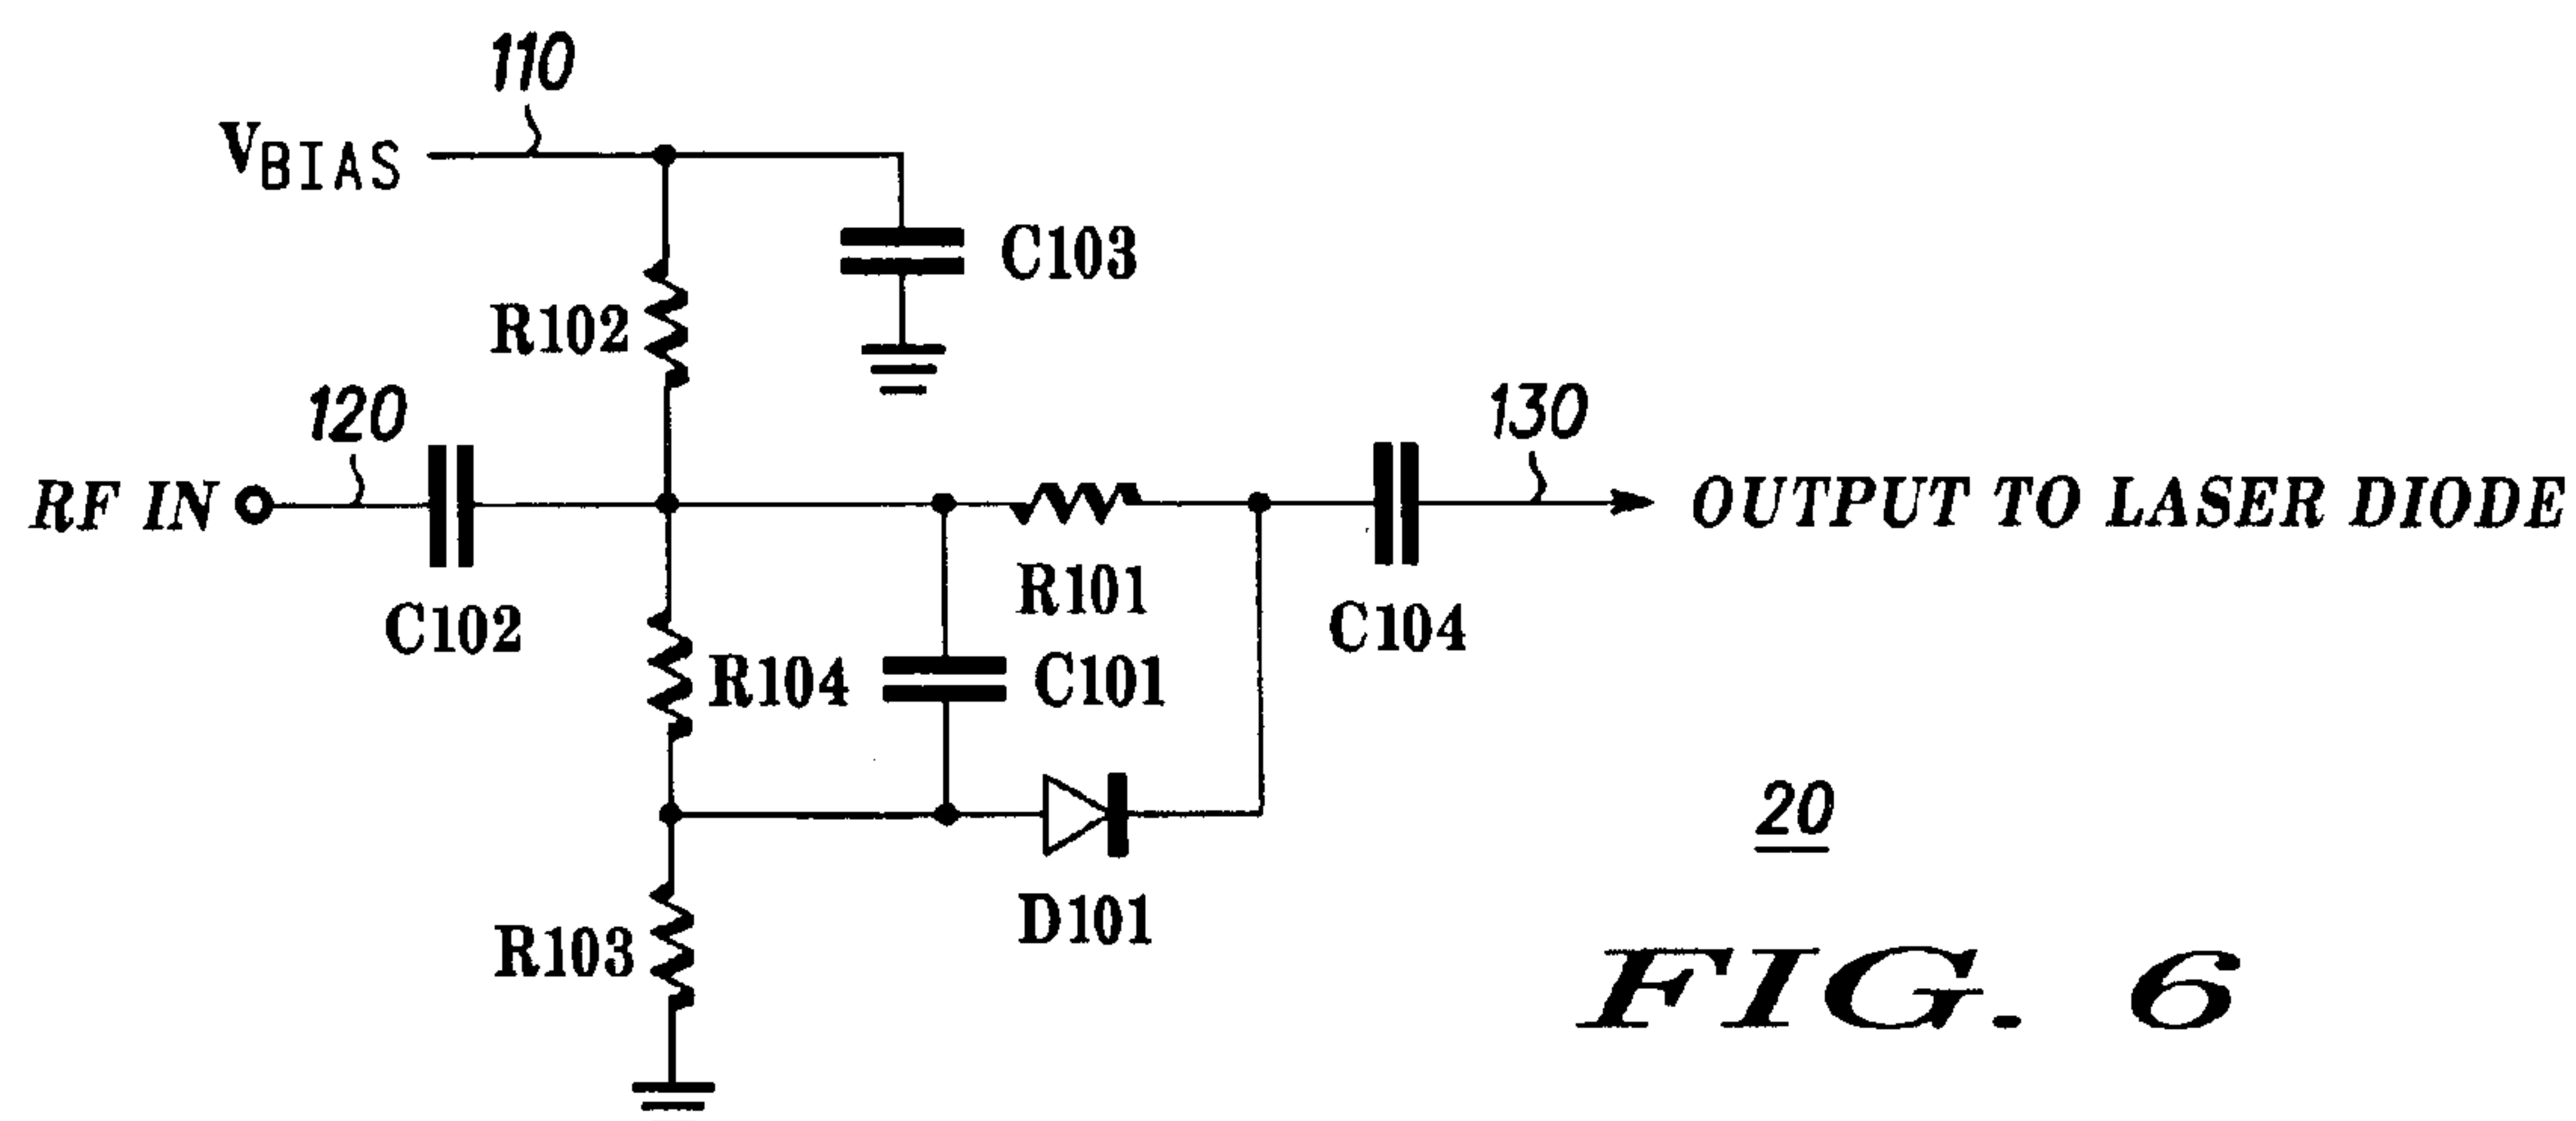 110
VBIAS
C103
R102
120
130
RF IN
OUTPUT TO LASER DIODE
C102
R101
C104
R104
C101
20
D101
R103
FIG. 6